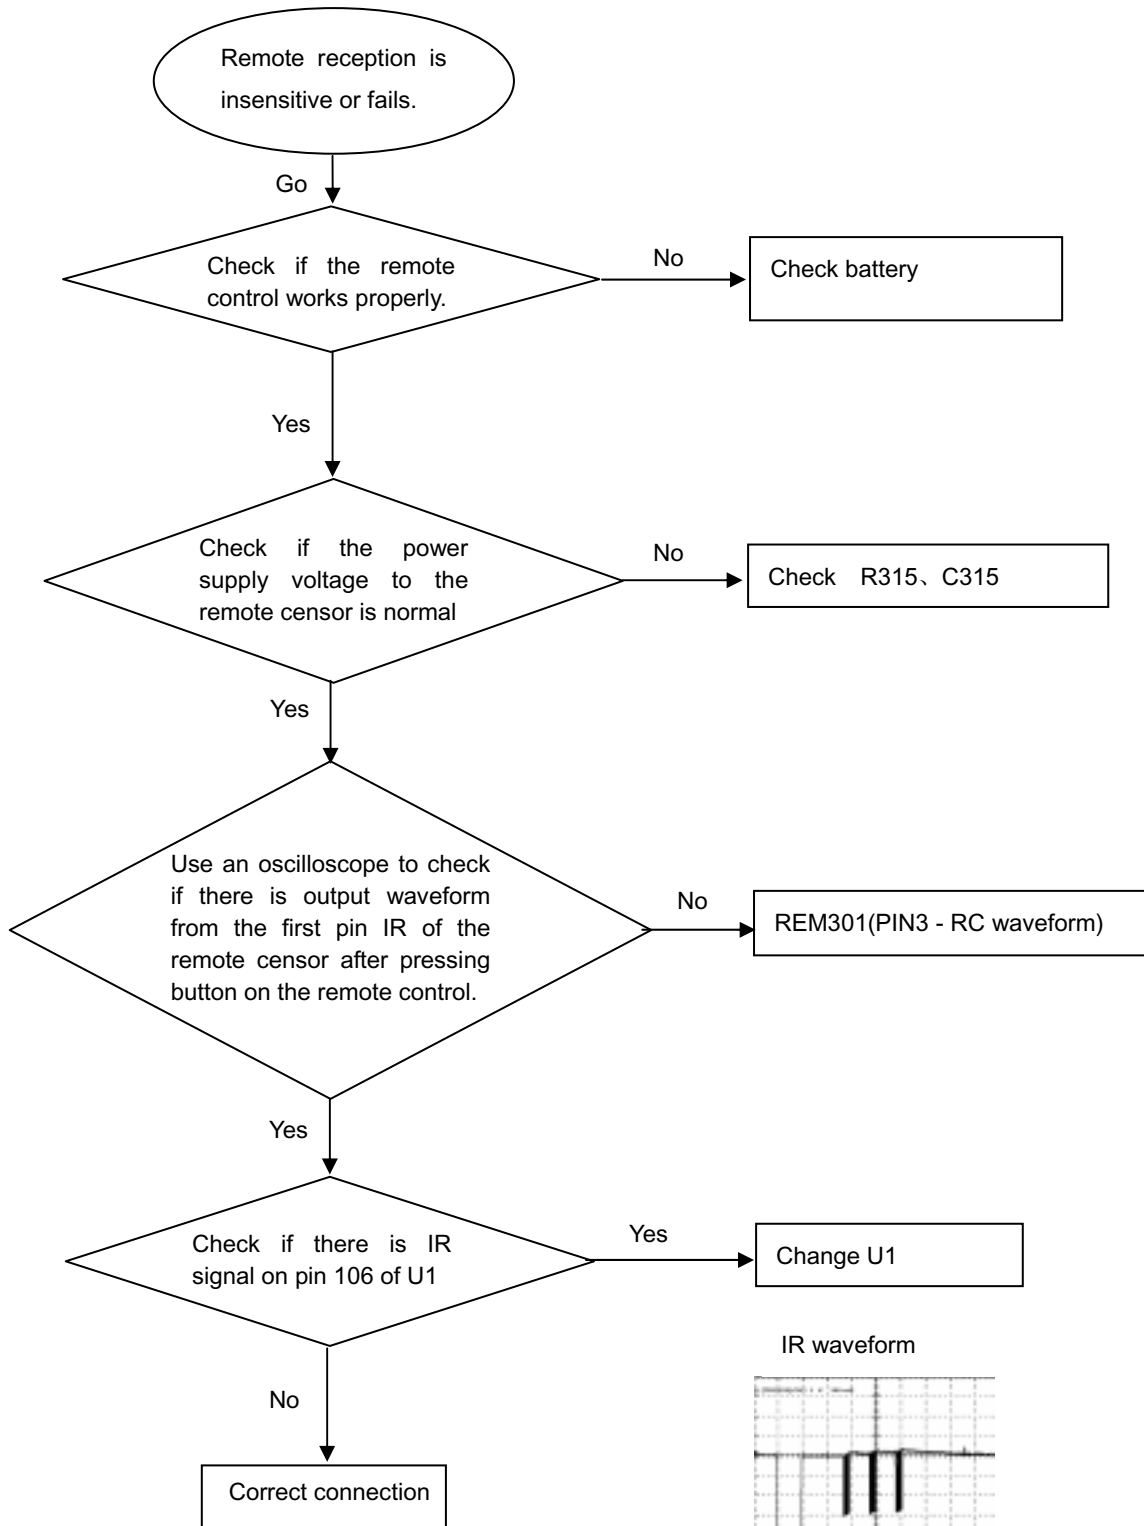 Remote reception is
insensitive or fails.
Go
Check if the remote
control works properly.
No
Check battery
Yes
Check if the power
supply voltage to the
remote censor is normal
No
Check R315、C315
Yes
Use an oscilloscope to check
if there is output waveform
from the first pin IR of the
remote censor after pressing
button on the remote control.
No
REM301(PIN3 - RC waveform)
Yes
Check if there is IR
signal on pin 106 of U1
Yes
Change U1
IR waveform
No
Correct connection